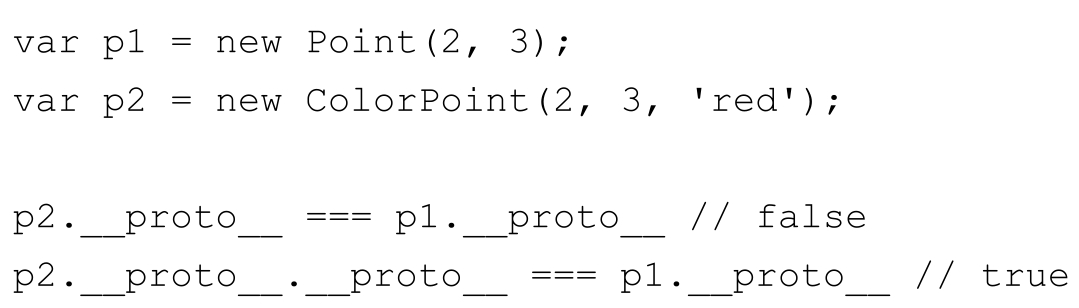 var p1 = new Point(2, 3);
var p2 = new ColorPoint(2, 3, 'red');
p2.__proto__ === p1.__proto__ // false
p2.__proto__.__proto__ === p1.__proto__ // true